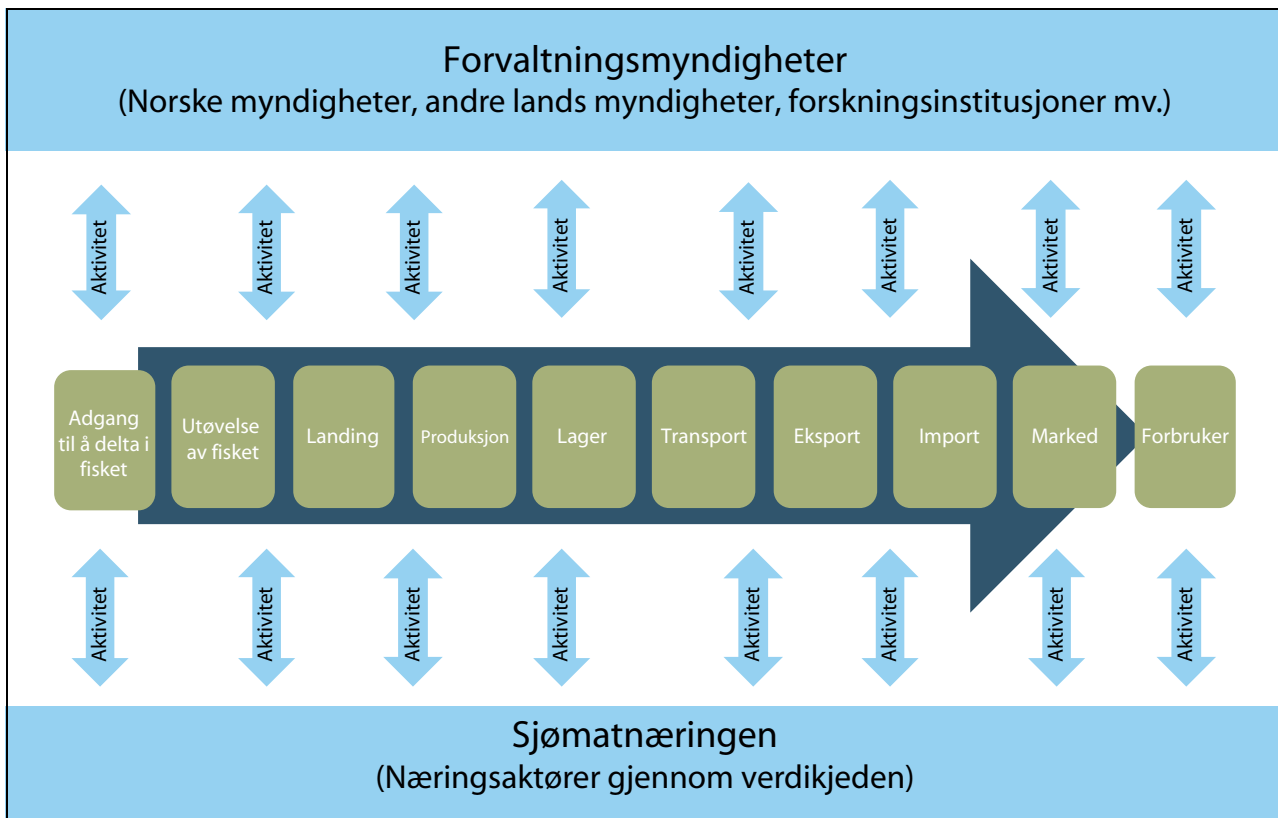 Forvaltningsmyndigheter
(Norske myndigheter, andre lands myndigheter, forskningsinstitusjoner mv.)
Aktivitet
Aktivitet
Aktivitet
Aktivitet
Aktivitet
Aktivitet
Aktivitet
Aktivitet
Adgang
til å delta i
fisket
Utøvelse
av fisket
Landing
Produksjon
Lager
Transport
Eksport
Import
Marked
Forbruker
Aktivitet
Aktivitet
Aktivitet
Aktivitet
Aktivitet
Aktivitet
Aktivitet
Aktivitet
Sjømatnæringen
(Næringsaktører gjennom verdikjeden)